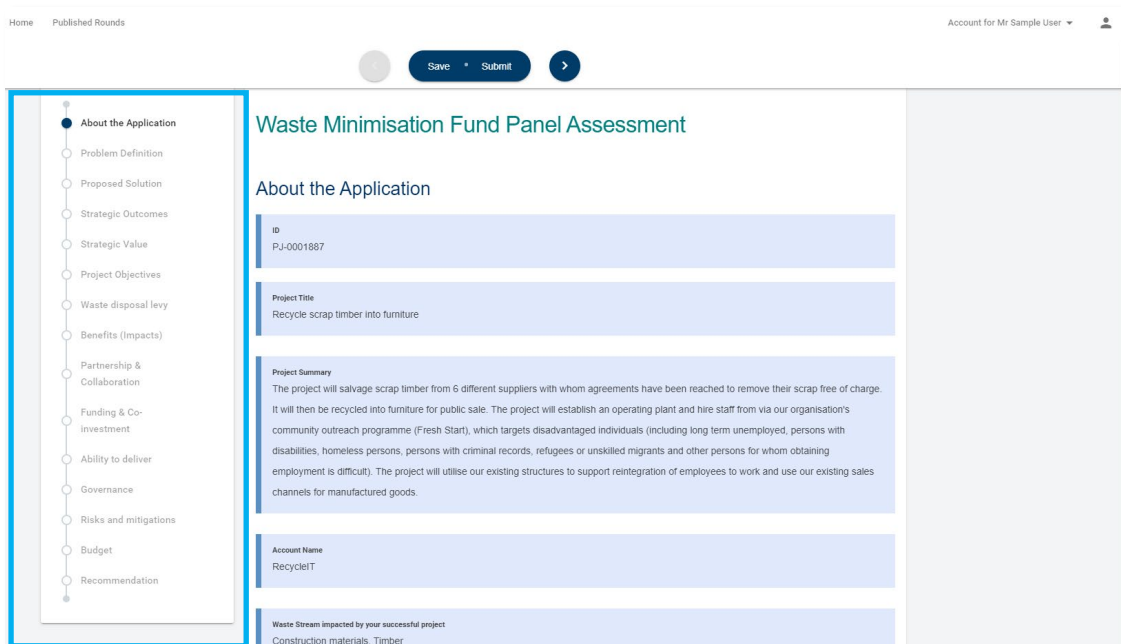 Home Published Rounds Account for Mr Sample User
Save Submit
About the Application
Problem Definition
Proposed Solution
Strategic Outcomes
Strategic Value
Project Objectives
Waste disposal levy
Benefits (Impacts)
Partnership &
Collaboration
Funding & Co-
investment
Ability to deliver
Governance
Risks and mitigations
Budget
Recommendation
Waste Minimisation Fund Panel Assessment
About the Application
ID
PJ-0001887
Project Title
Recycle scrap timber into furniture
Project Summary
The project will salvage scrap timber from 6 different suppliers with whom agreements have been reached to remove their scrap free of charge.
It will then be recycled into furniture for public sale. The project will establish an operating plant and hire staff from via our organisation's
community outreach programme (Fresh Start), which targets disadvantaged individuals (including long term unemployed, persons with
disabilities, homeless persons, persons with criminal records, refugees or unskilled migrants and other persons for whom obtaining
employment is difficult). The project will utilise our existing structures to support reintegration of employees to work and use our existing sales
channels for manufactured goods.
Account Name
RecycleIT
Waste Stream impacted by your successful project
Construction materials, Timber